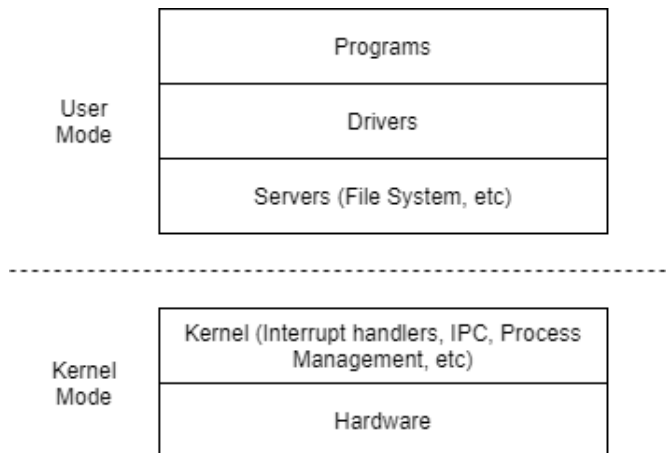 Programs
User
Mode
Drivers
Servers (File System, etc)
Kernel (Interrupt handlers, IPC, Process
Management, etc)
Kernel
Mode
Hardware